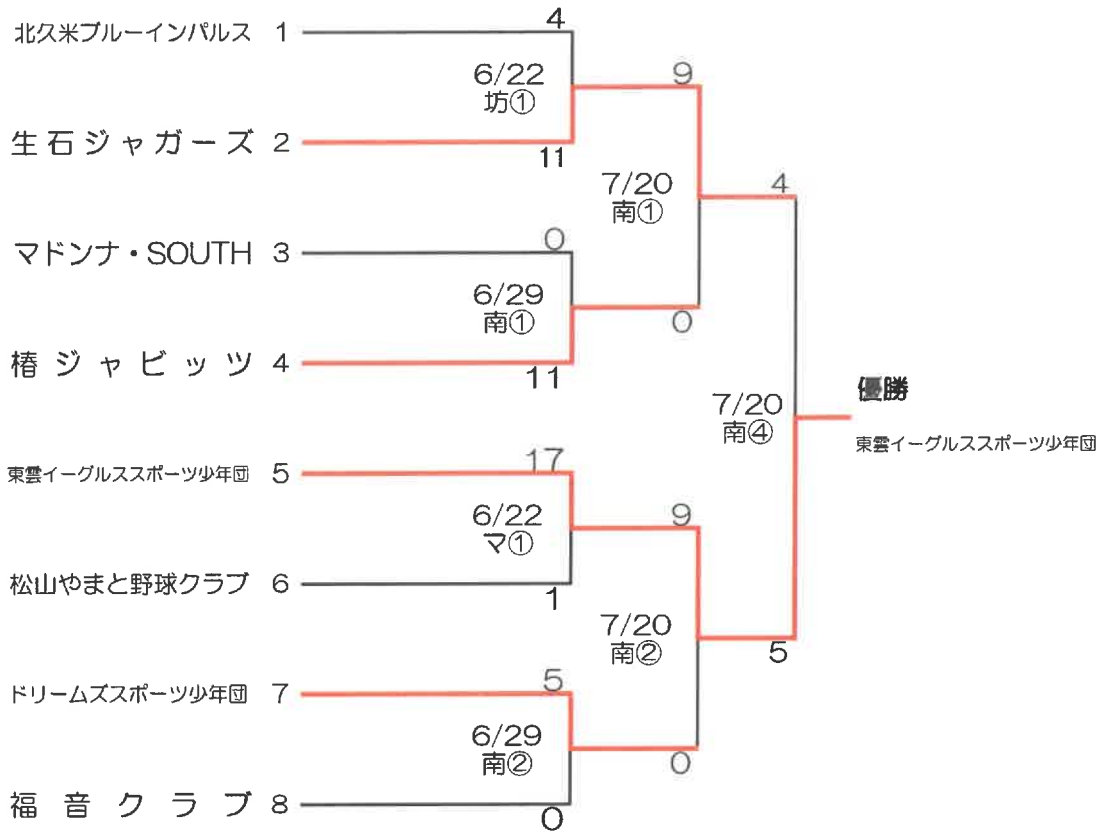 北久米ブルーインパルス 1
4
6/22
坊①
9
生石ジャガーズ 2
11
7/20
南①
4
マドンナ・SOUTH 3
0
6/29
南①
0
椿ジャビッツ 4
11
7/20
南④
優勝
東雲イーグルススポーツ少年団
東雲イーグルススポーツ少年団 5
17
6/22
マ①
9
松山やまと野球クラブ 6
1
7/20
南②
5
ドリームズスポーツ少年団 7
5
6/29
南②
0
福音クラブ 8
0